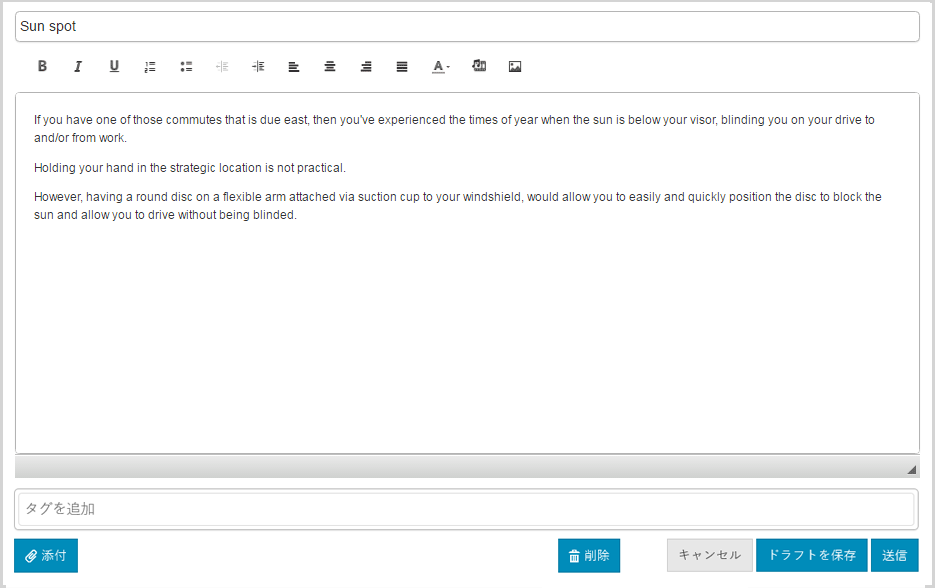 Sun spot
B I U A
If you have one of those commutes that is due east, then you've experienced the times of year when the sun is below your visor, blinding you on your drive to
and/or from work.
Holding your hand in the strategic location is not practical.
However, having a round disc on a flexible arm attached via suction cup to your windshield, would allow you to easily and quickly position the disc to block the
sun and allow you to drive without being blinded.
タグを追加
添付 削除 キャンセル ドラフトを保存 送信